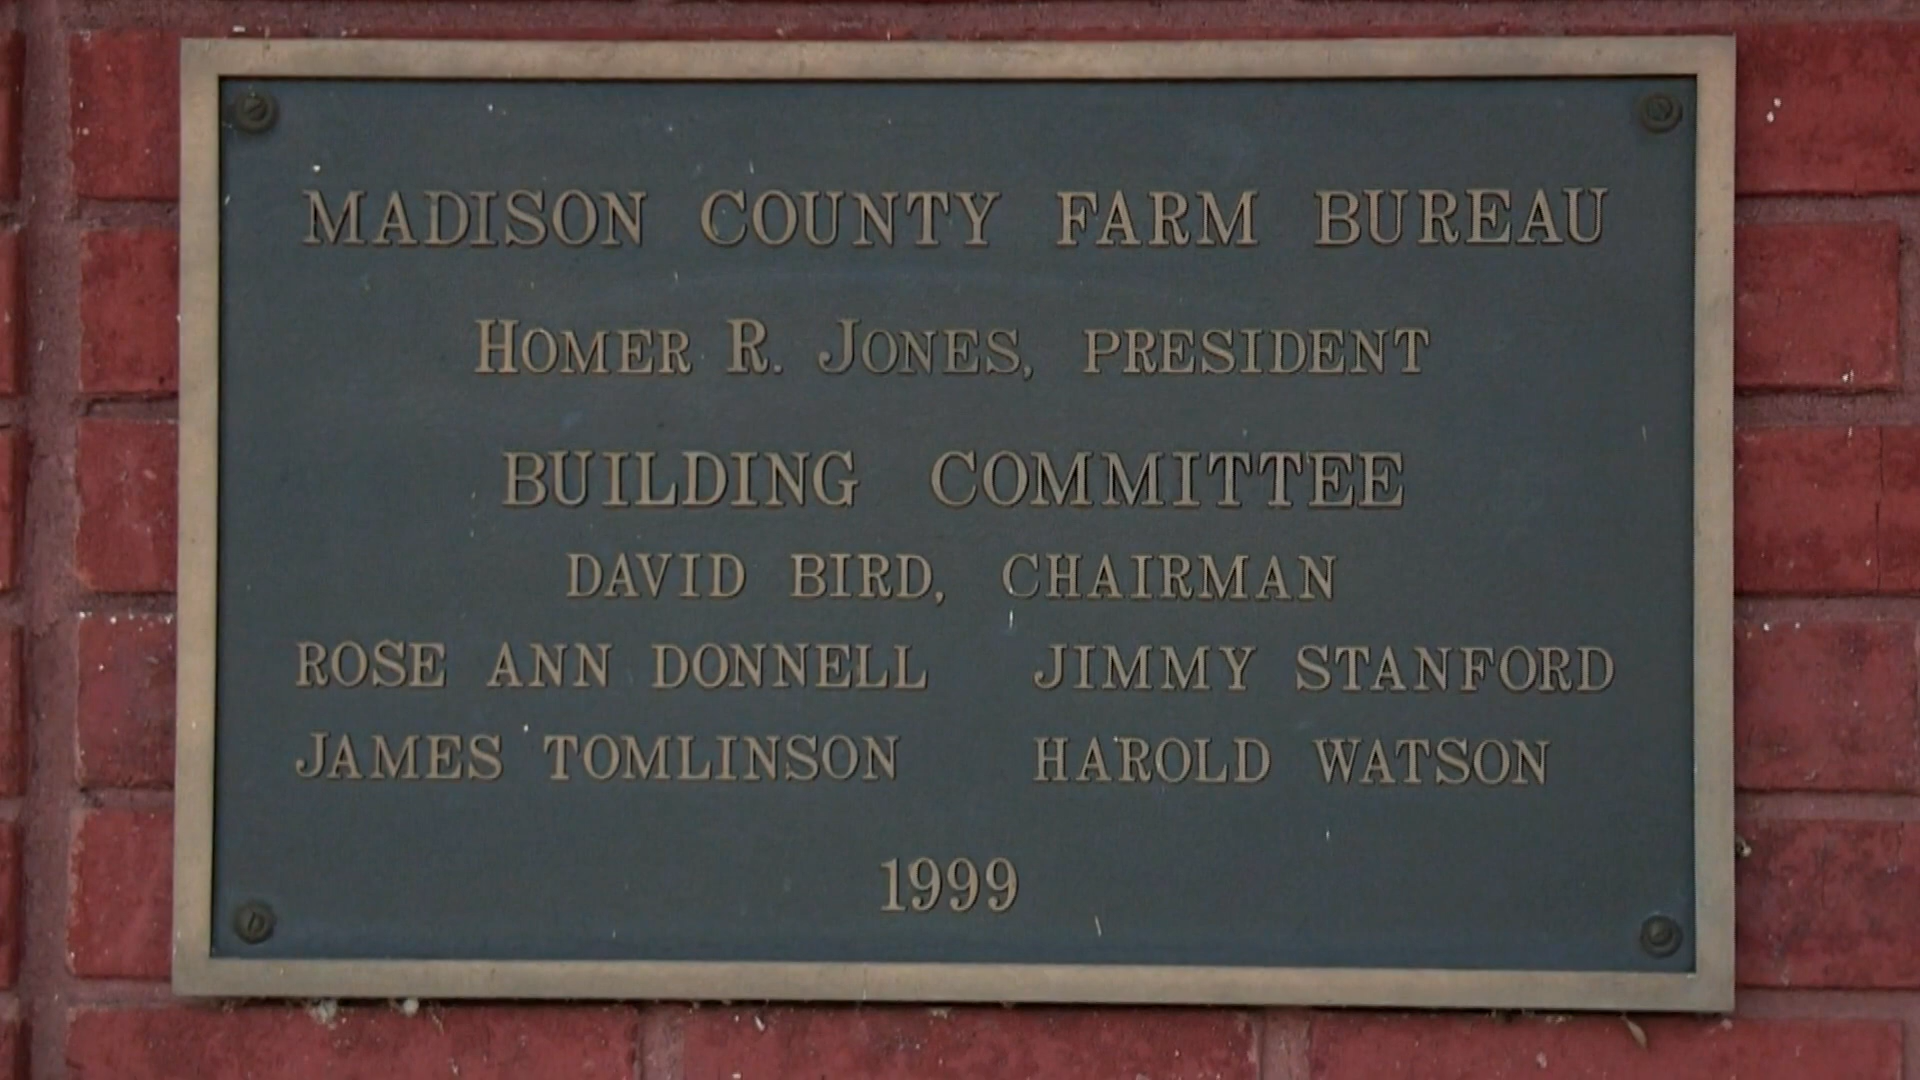 MADISON COUNTY FARM BUREAU
HOMER R. JONES, PRESIDENT
BUILDING COMMITTEE
DAVID BIRD, CHAIRMAN
ROSE ANN DONNELL JIMMY STANFORD
JAMES TOMLINSON HAROLD WATSON
1999